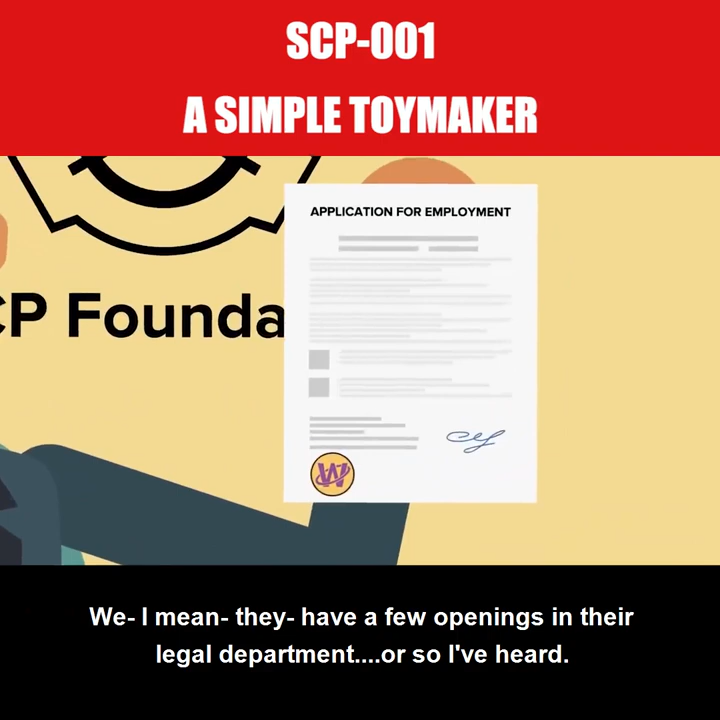 SCP-001
A SIMPLE TOYMAKER
APPLICATION FOR EMPLOYMENT
CP Founda
W
We- I mean- they- have a few openings in their
legal department....or so I've heard.